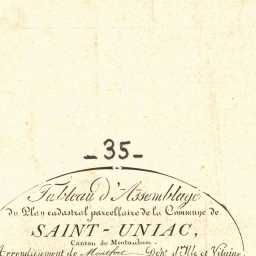 - 35 -
Tableau d'Assemblage
du Plan cadastral parcellaire de la Commune de
SAINT-UNIAC,
Canton de Montauban
Arrondissement de Montfort Dépt. d'Ille et Vilaine